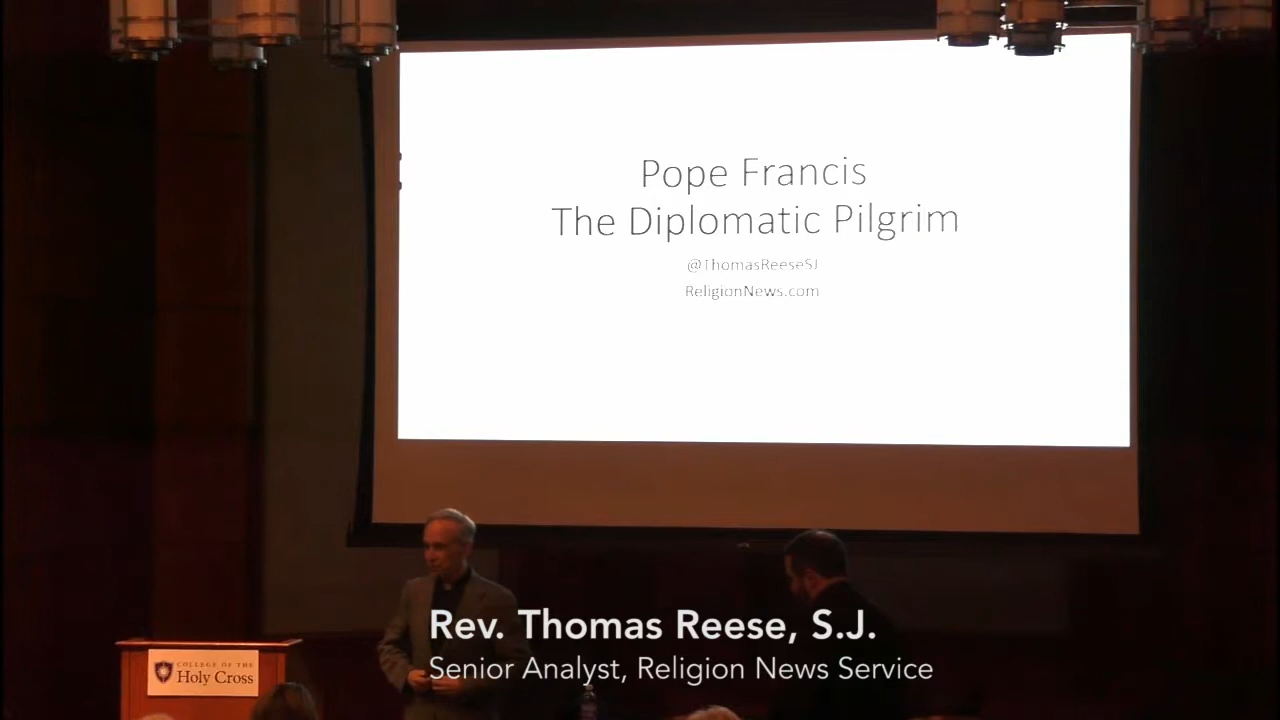 Pope Francis
The Diplomatic Pilgrim
@ThomasReeseSJ
ReligionNews.com
Rev. Thomas Reese, S.J.
Senior Analyst, Religion News Service
COLLEGE OF THE
Holy Cross